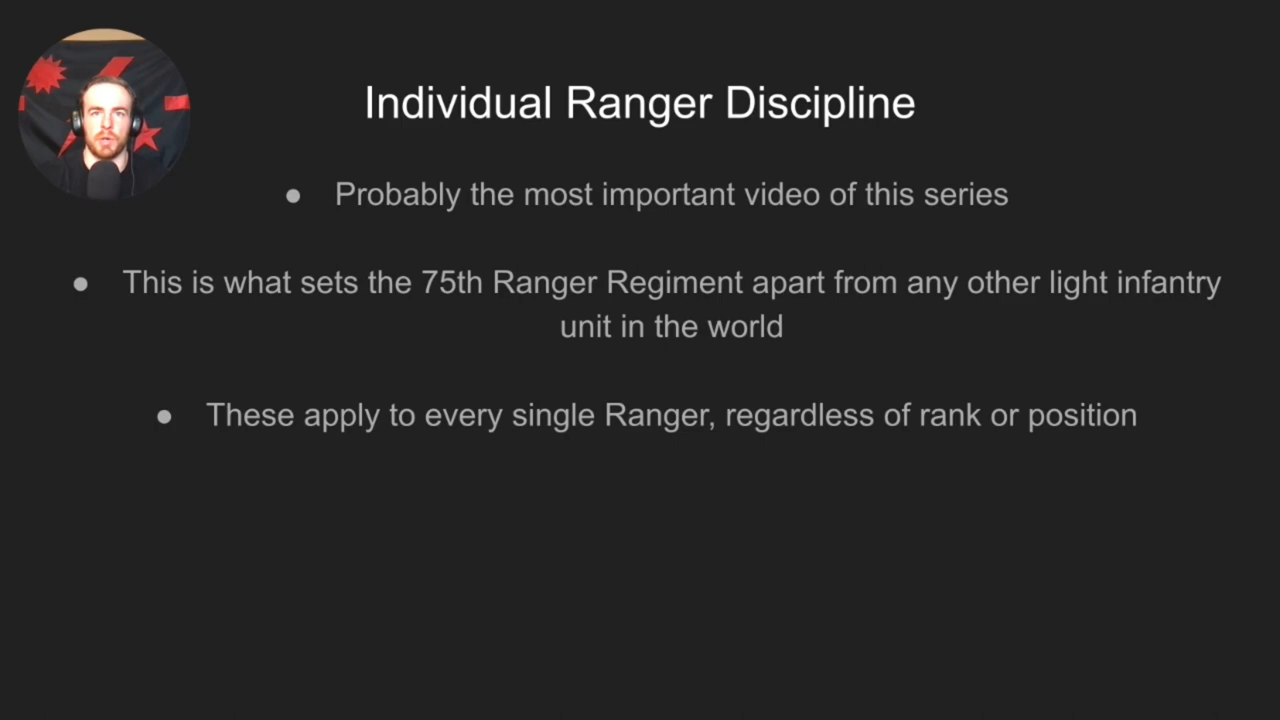 Individual Ranger Discipline
● Probably the most important video of this series
● This is what sets the 75th Ranger Regiment apart from any other light infantry
unit in the world
● These apply to every single Ranger, regardless of rank or position